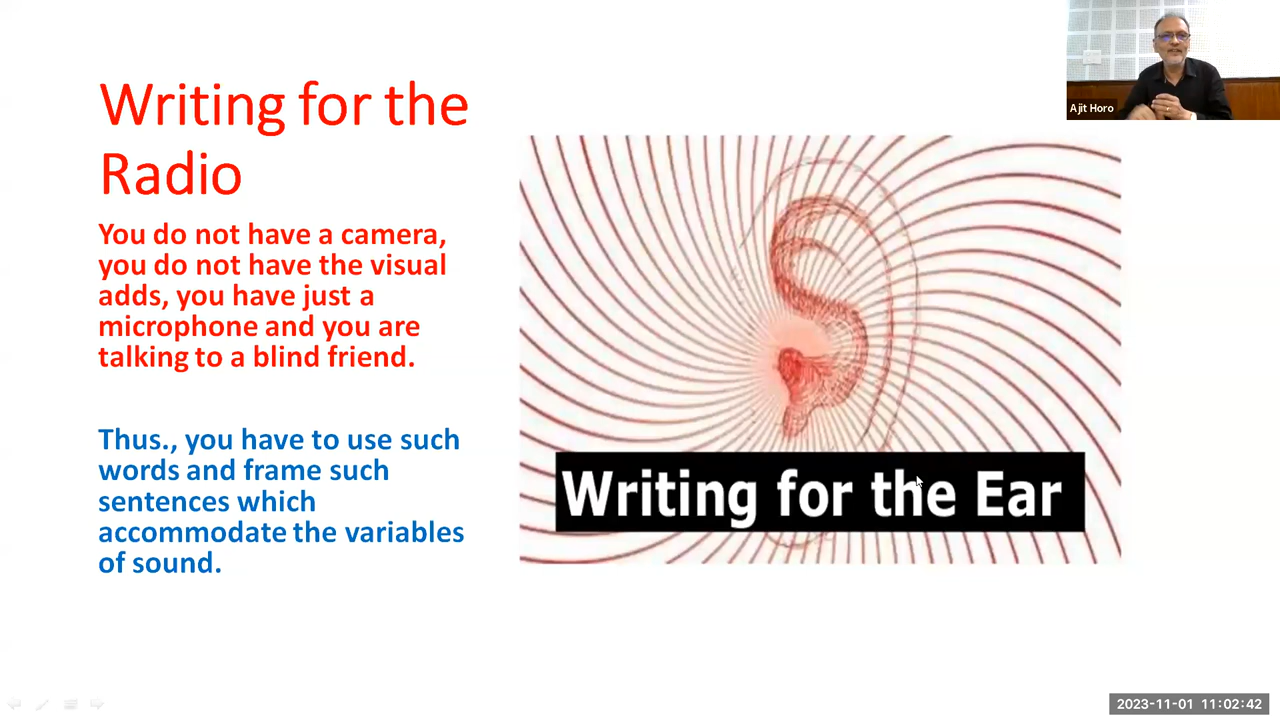 Writing for the
Radio
You do not have a camera,
you do not have the visual
adds, you have just a
microphone and you are
talking to a blind friend.
Thus., you have to use such
words and frame such
sentences which
accommodate the variables
of sound.
Writing for the Ear
Ajit Horo
2023-11-01 11:02:42